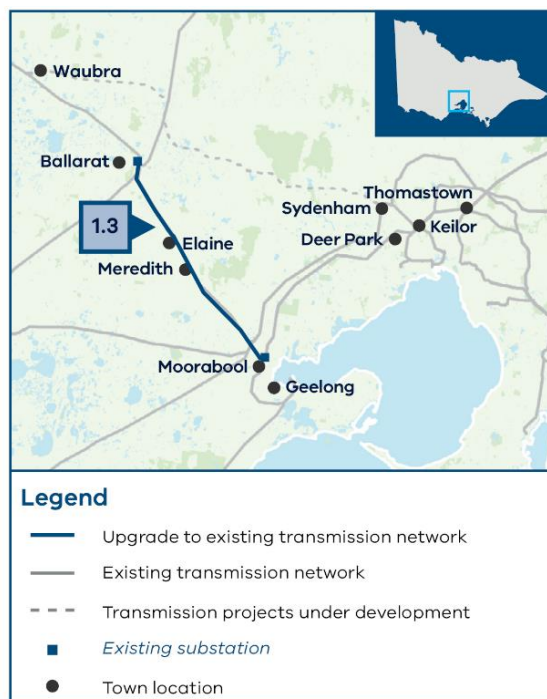 Waubra
Ballarat
Thomastown
Sydenham
Keilor
Deer Park
1.3
Elaine
Meredith
Moorabool
Geelong
Legend
Upgrade to existing transmission network
Existing transmission network
Transmission projects under development
Existing substation
Town location